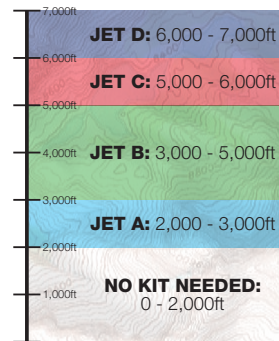 7,000ft
JET D: 6,000 - 7,000ft
6,000ft
JET C: 5,000 - 6,000ft
5,000ft
4,000ft JET B: 3,000 - 5,000ft
3,000ft
JET A: 2,000 - 3,000ft
2,000ft
1,000ft NO KIT NEEDED:
0 - 2,000ft